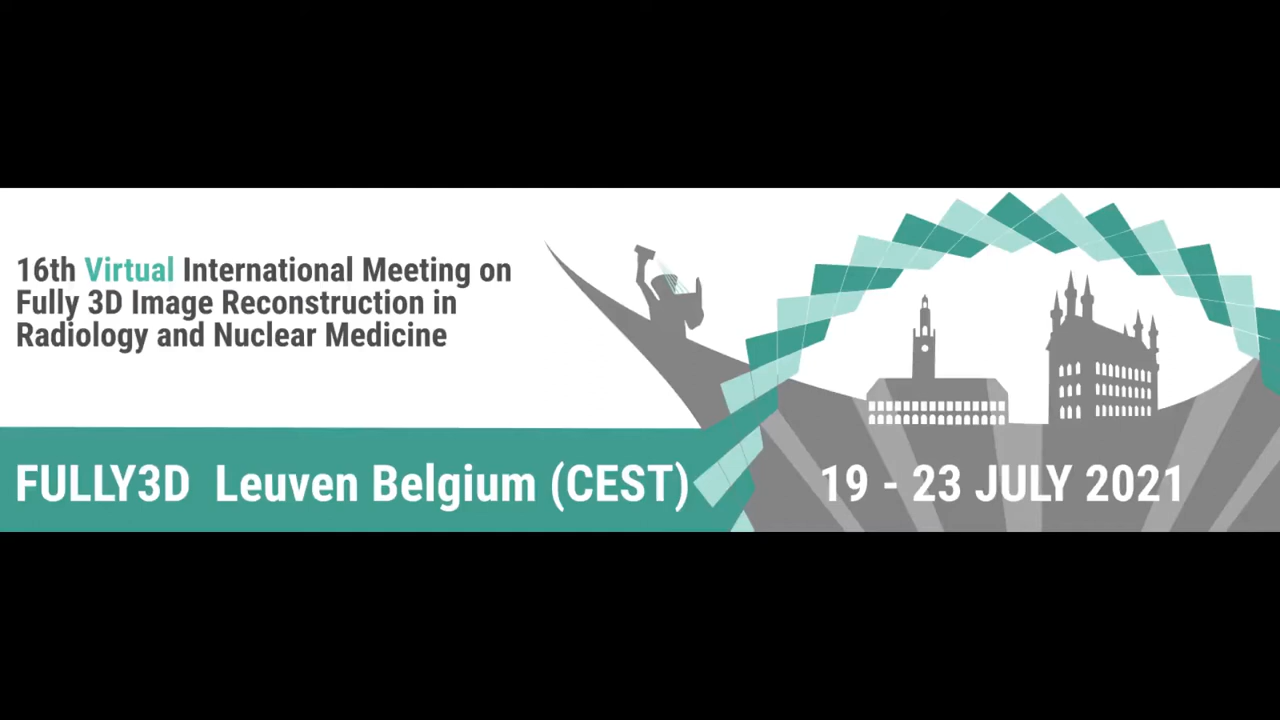 16th Virtual International Meeting on
Fully 3D Image Reconstruction in
Radiology and Nuclear Medicine
FULLY3D Leuven Belgium (CEST)
19 - 23 JULY 2021